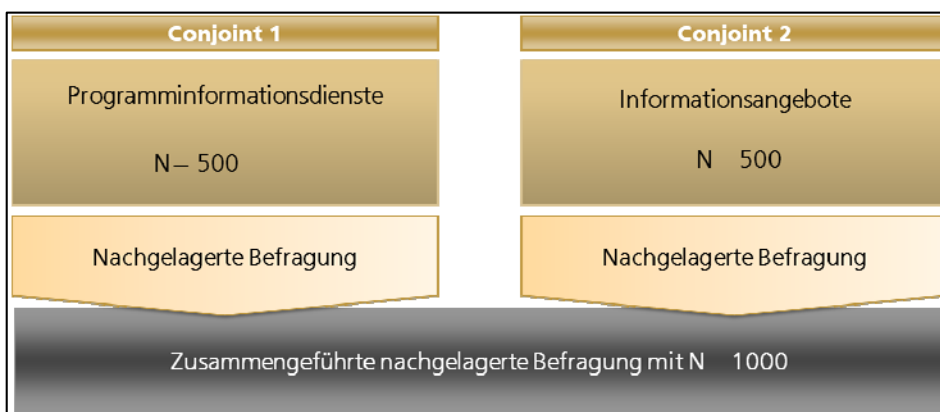 Conjoint 1
Programminformationsdienste
N– 500
Nachgelagerte Befragung
Conjoint 2
Informationsangebote
N 500
Nachgelagerte Befragung
Zusammengeführte nachgelagerte Befragung mit N 1000